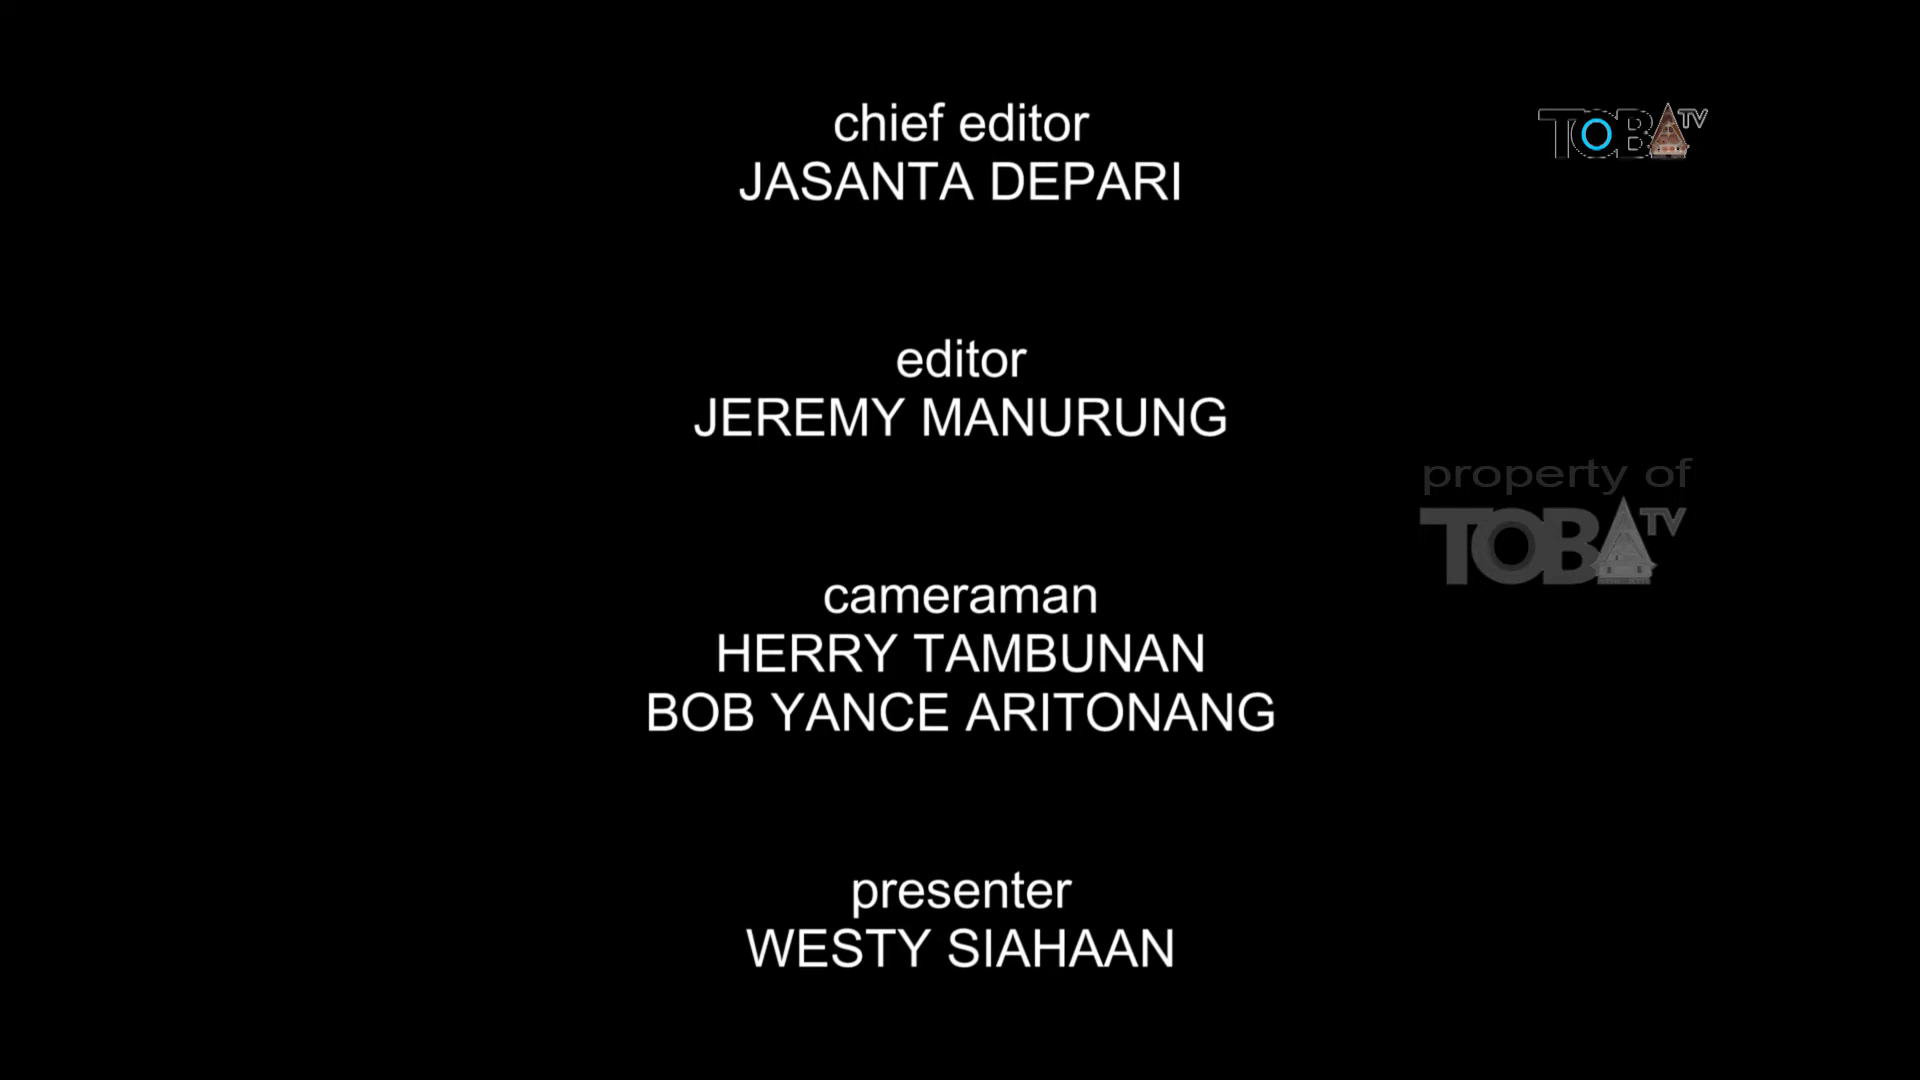 chief editor
JASANTA DEPARI
TOBA TV
editor
JEREMY MANURUNG
property of
TOBA TV
cameraman
HERRY TAMBUNAN
BOB YANCE ARITONANG
presenter
WESTY SIAHAAN